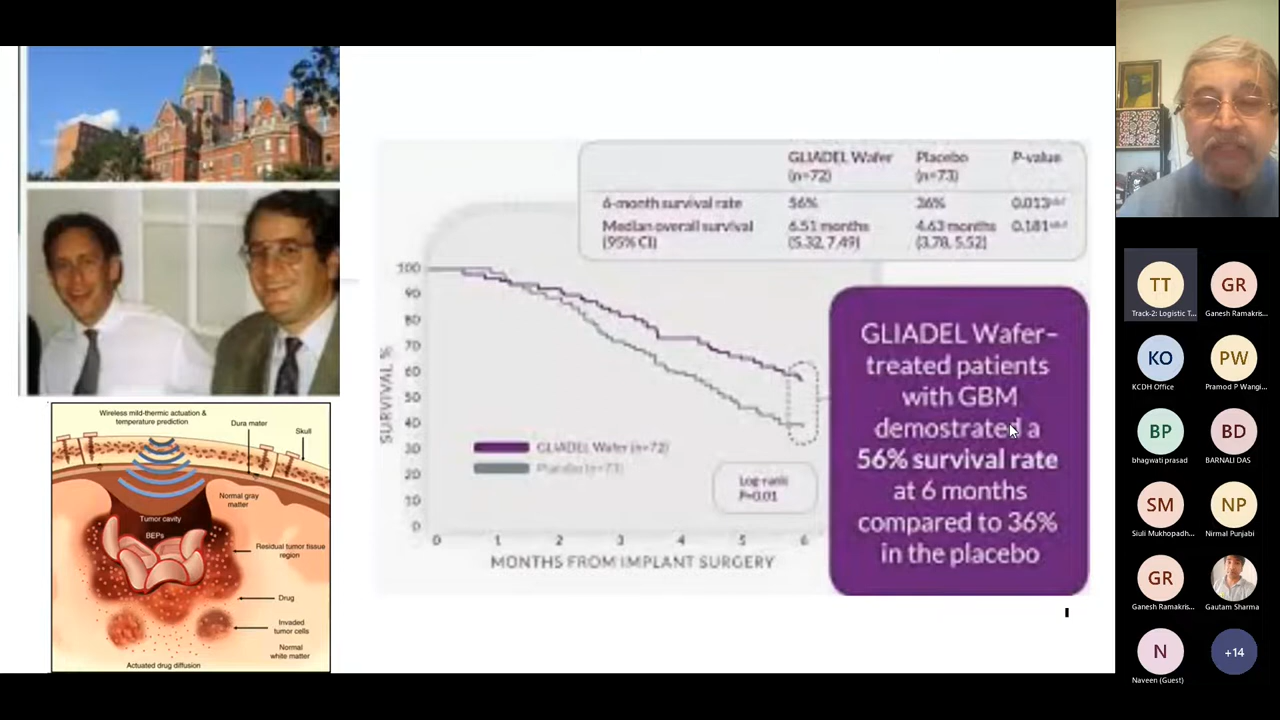 GLIADEL Wafer Placebo P-value
(n=72) (n=73)
6-month survival rate 56% 36% 0.013
Median overall survival 6.51 months 4.63 months 0.181
(95% CI) (5.32, 7.49) (3.78, 5.52)
100
90
80
70
60
50
40
30
20
10
0
SURVIVAL %
GLIADEL Wafer (n=72)
Placebo (n=73)
Log-rank
P=0.01
0 1 2 3 4 5 6
MONTHS FROM IMPLANT SURGERY
GLIADEL Wafer–
treated patients
with GBM
demostrated a
56% survival rate
at 6 months
compared to 36%
in the placebo
Wireless mild-thermic actuation &
temperature prediction
Dura mater
Skull
Normal gray
matter
Tumor cavity
BEPs
Residual tumor tissue
region
Drug
Invaded
tumor cells
Normal
white matter
Actuated drug diffusion
TT
Track-2: Logistic T...
GR
Ganesh Ramakris...
KO
KCDH Office
PW
Pramod P Wangi...
BP
bhagwati prasad
BD
BARNALI DAS
SM
Siuli Mukhopadh...
NP
Nirmal Punjabi
GR
Ganesh Ramakris...
Gautam Sharma
N
Naveen (Guest)
+14